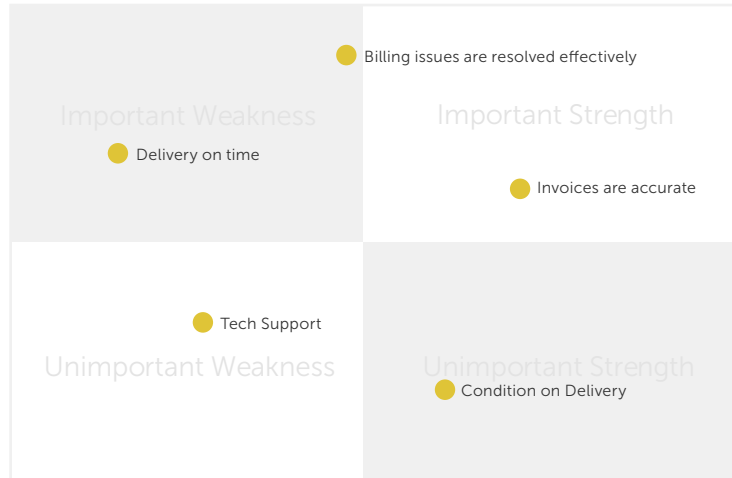 Billing issues are resolved effectively
Important Weakness
Important Strength
Delivery on time
Invoices are accurate
Tech Support
Unimportant Weakness
Unimportant Strength
Condition on Delivery